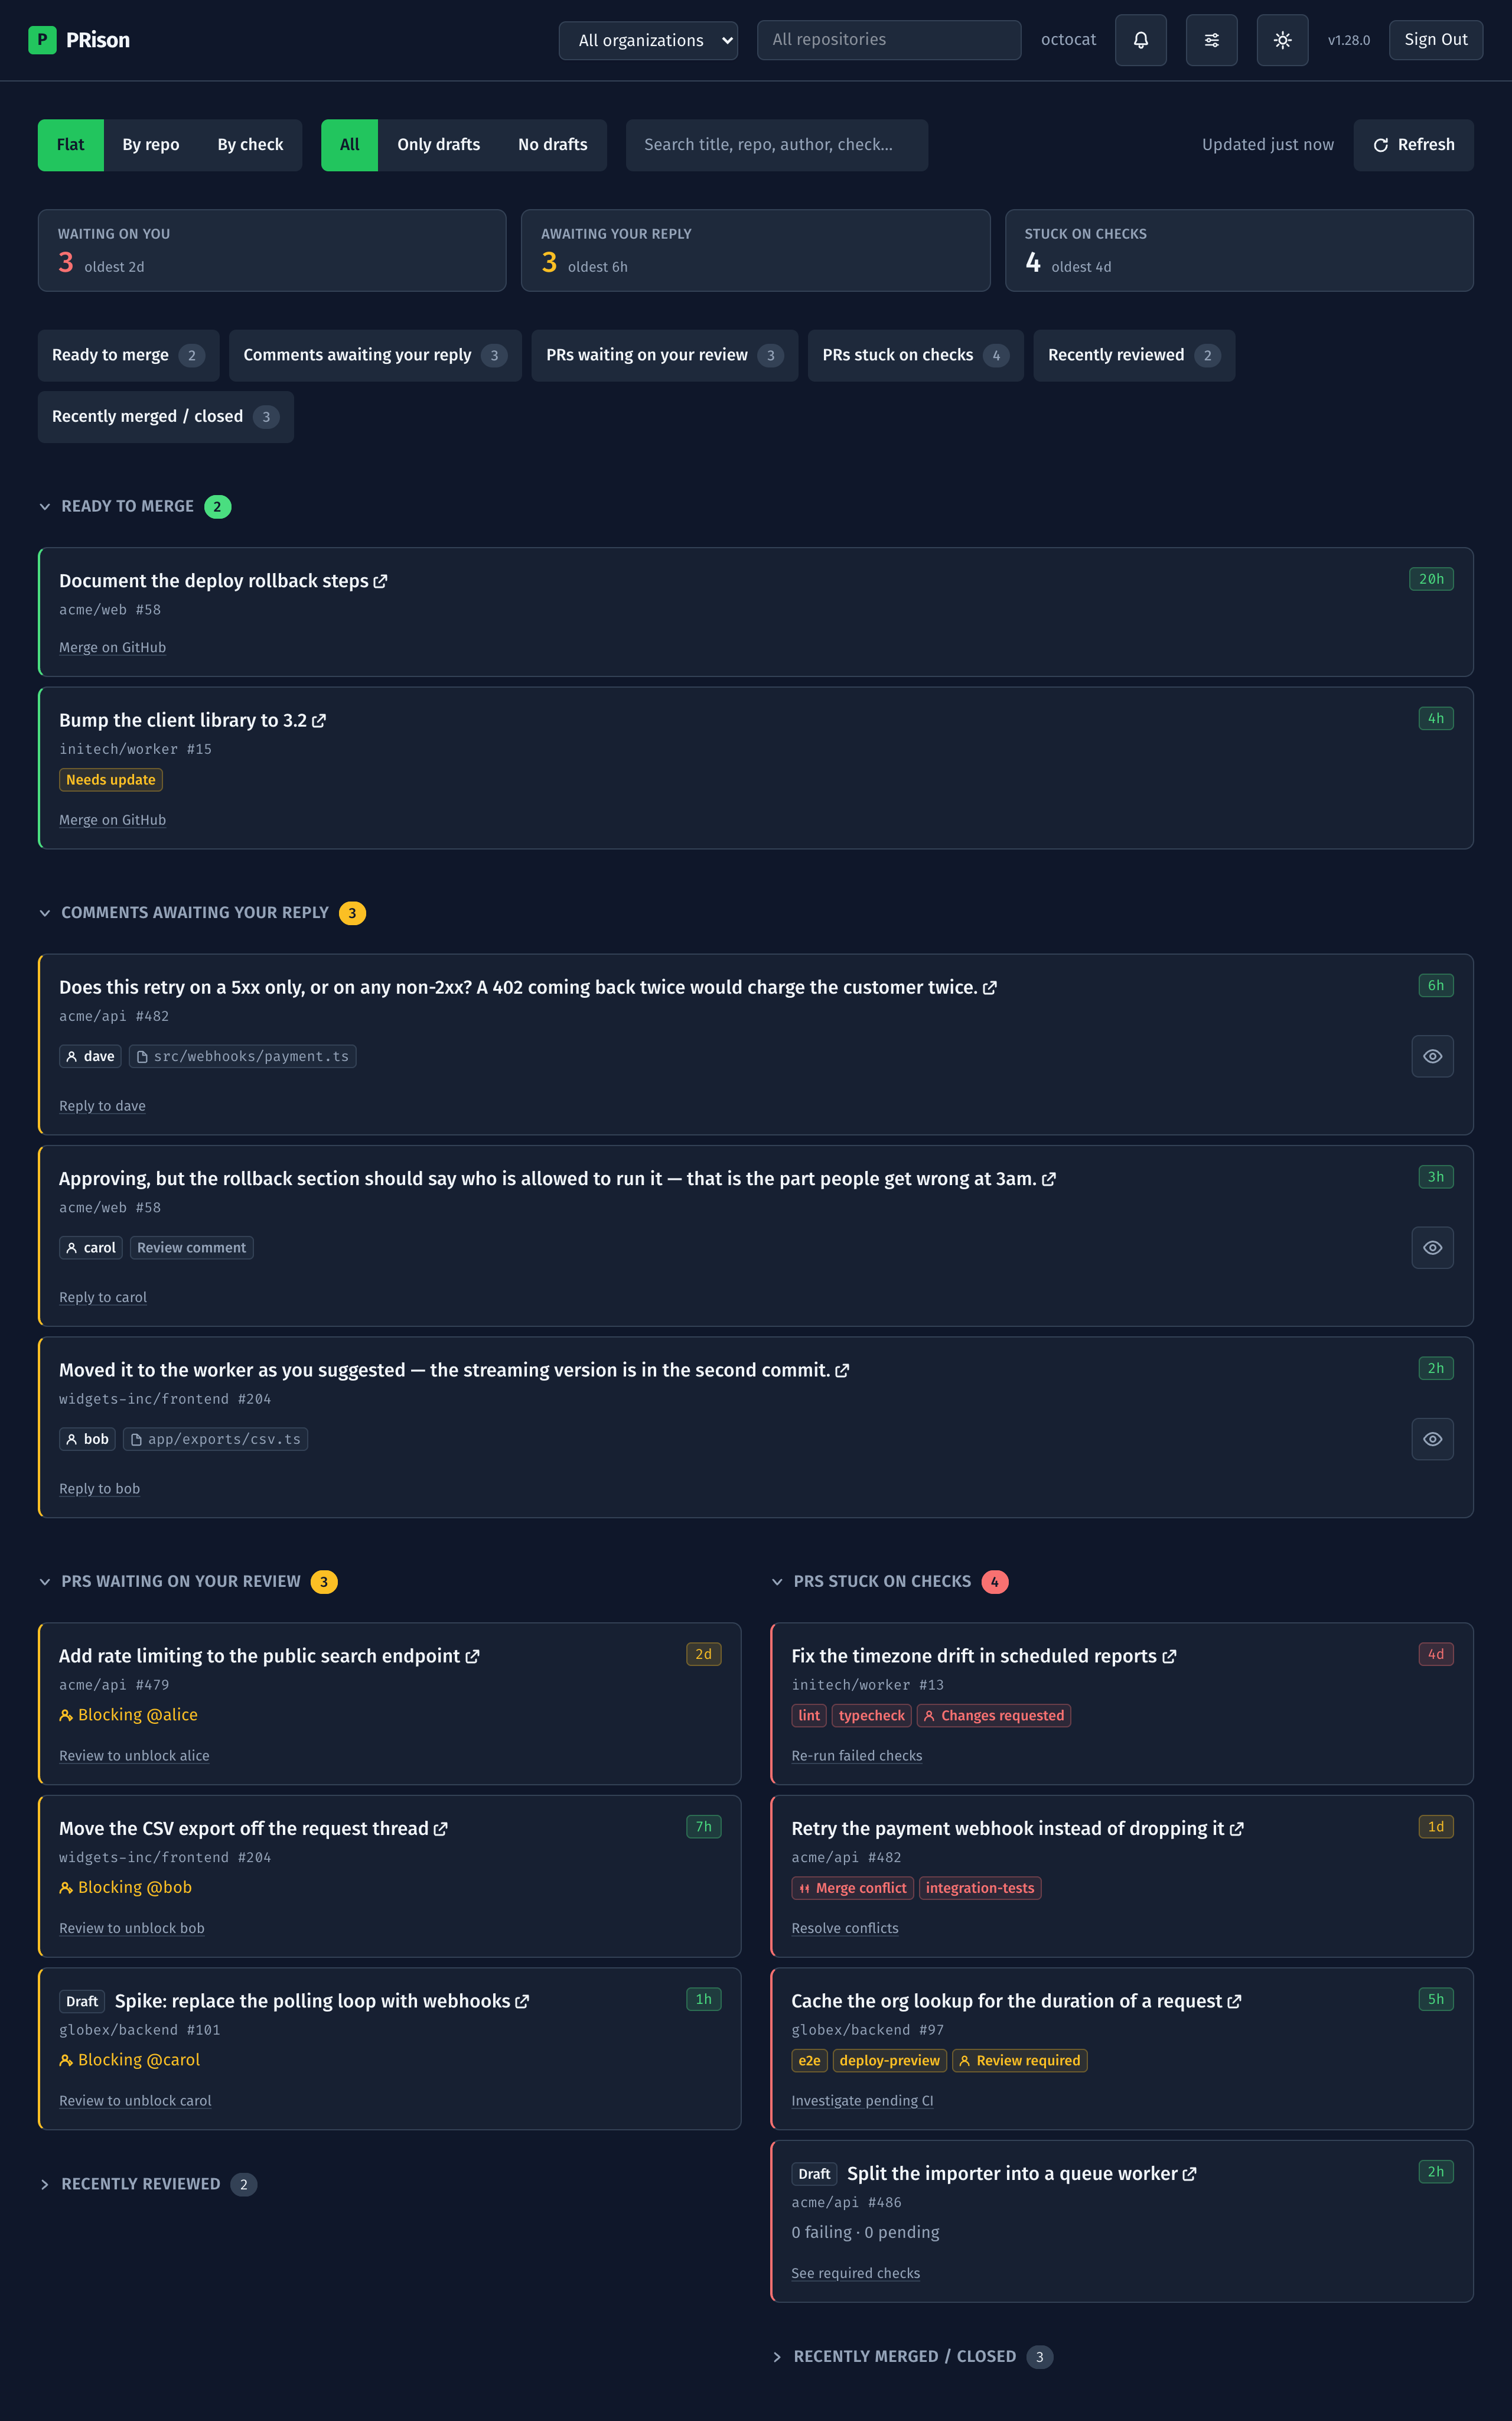 P PRison
All organizations
All repositories
octocat
v1.28.0
Sign Out
Flat By repo By check
All Only drafts No drafts
Search title, repo, author, check...
Updated just now
Refresh
WAITING ON YOU
3 oldest 2d
AWAITING YOUR REPLY
3 oldest 6h
STUCK ON CHECKS
4 oldest 4d
Ready to merge 2
Comments awaiting your reply 3
PRs waiting on your review 3
PRs stuck on checks 4
Recently reviewed 2
Recently merged / closed 3
READY TO MERGE 2
Document the deploy rollback steps 20h
acme/web #58
Merge on GitHub
Bump the client library to 3.2 4h
initech/worker #15
Needs update
Merge on GitHub
COMMENTS AWAITING YOUR REPLY 3
Does this retry on a 5xx only, or on any non-2xx? A 402 coming back twice would charge the customer twice. 6h
acme/api #482
dave src/webhooks/payment.ts
Reply to dave
Approving, but the rollback section should say who is allowed to run it — that is the part people get wrong at 3am. 3h
acme/web #58
carol Review comment
Reply to carol
Moved it to the worker as you suggested — the streaming version is in the second commit. 2h
widgets-inc/frontend #204
bob app/exports/csv.ts
Reply to bob
PRS WAITING ON YOUR REVIEW 3
Add rate limiting to the public search endpoint 2d
acme/api #479
Blocking @alice
Review to unblock alice
Move the CSV export off the request thread 7h
widgets-inc/frontend #204
Blocking @bob
Review to unblock bob
Draft Spike: replace the polling loop with webhooks 1h
globex/backend #101
Blocking @carol
Review to unblock carol
RECENTLY REVIEWED 2
PRS STUCK ON CHECKS 4
Fix the timezone drift in scheduled reports 4d
initech/worker #13
lint typecheck Changes requested
Re-run failed checks
Retry the payment webhook instead of dropping it 1d
acme/api #482
Merge conflict integration-tests
Resolve conflicts
Cache the org lookup for the duration of a request 5h
globex/backend #97
e2e deploy-preview Review required
Investigate pending CI
Draft Split the importer into a queue worker 2h
acme/api #486
0 failing · 0 pending
See required checks
RECENTLY MERGED / CLOSED 3